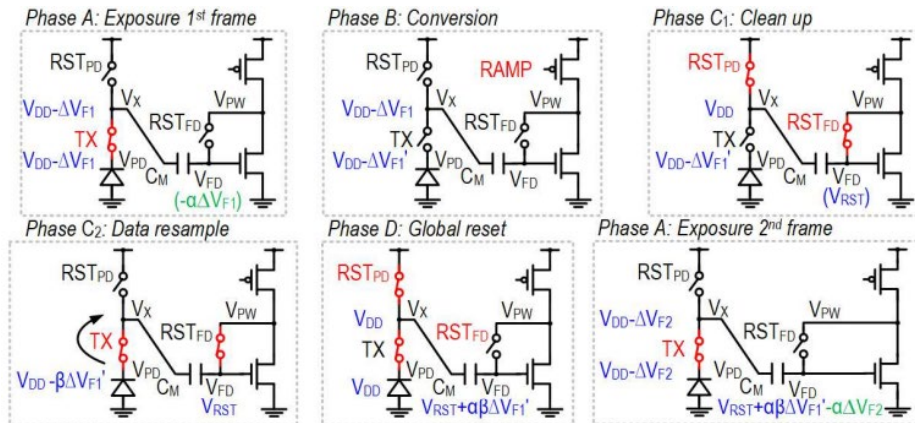 Phase A: Exposure 1st frame
RSTPD
VX
VDD-ΔVF1
VPW
RSTFD
TX
VDD-ΔVF1
VPD
CM
VFD
(-αΔVF1)
Phase B: Conversion
RSTPD
RAMP
VX
VDD-ΔVF1
VPW
RSTFD
TX
VDD-ΔVF1'
VPD
CM
VFD
Phase C1: Clean up
RSTPD
VX
VDD
VPW
RSTFD
TX
VDD-ΔVF1'
VPD
CM
VFD
(VRST)
Phase C2: Data resample
RSTPD
VX
VPW
RSTFD
TX
VPD
VDD-βΔVF1'
CM
VFD
VRST
Phase D: Global reset
RSTPD
VX
VDD
VPW
RSTFD
TX
VPD
VDD
CM
VFD
VRST+αβΔVF1'
Phase A: Exposure 2nd frame
RSTPD
VX
VDD-ΔVF2
VPW
RSTFD
TX
VDD-ΔVF2
VPD
CM
VFD
VRST+αβΔVF1'-αΔVF2